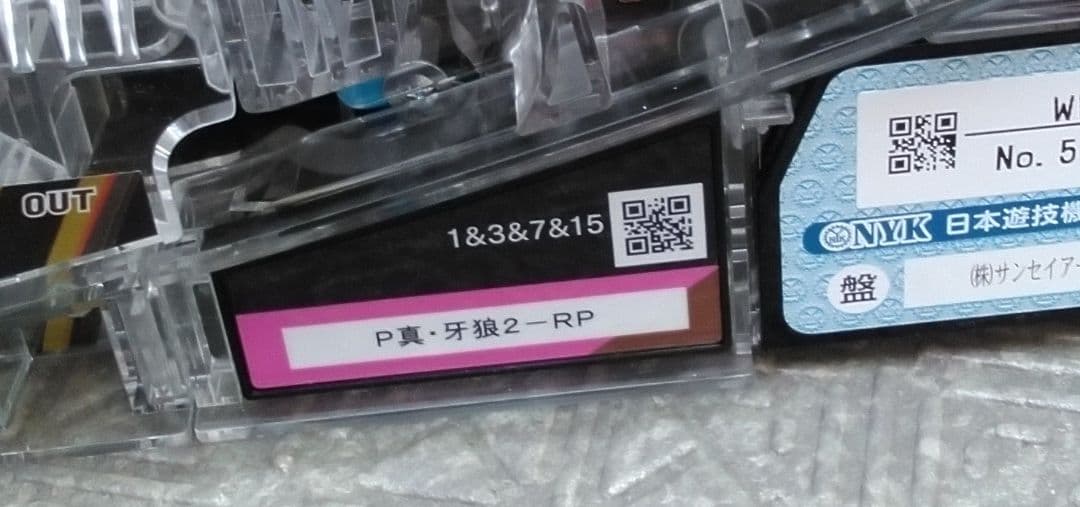 OUT
1&3&7&15
P真・牙狼2-RP
W
No. 5
NYK 日本遊技機
盤
(株)サンセイアー